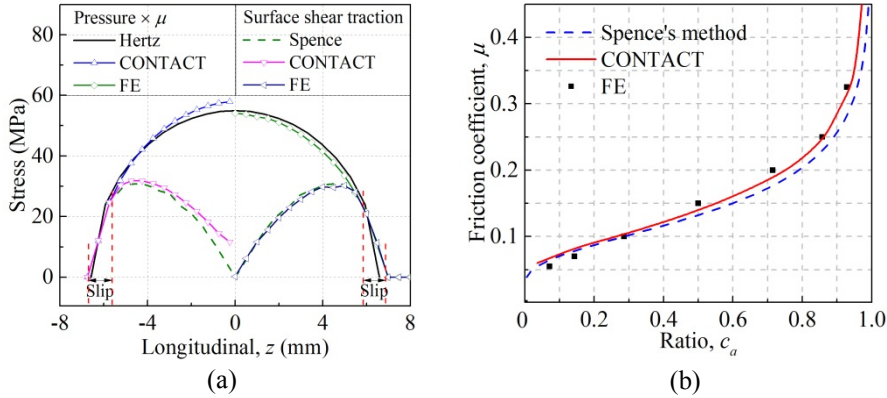 Pressure × μ Surface shear traction
Hertz Spence
CONTACT CONTACT
FE FE
80
60
40
20
0
Stress (MPa)
Slip Slip
-8 -4 0 4 8
Longitudinal, z (mm)
(a)
Spence's method
CONTACT
FE
0.4
0.3
0.2
0.1
Friction coefficient, μ
0 0.2 0.4 0.6 0.8 1.0
Ratio, cₐ
(b)